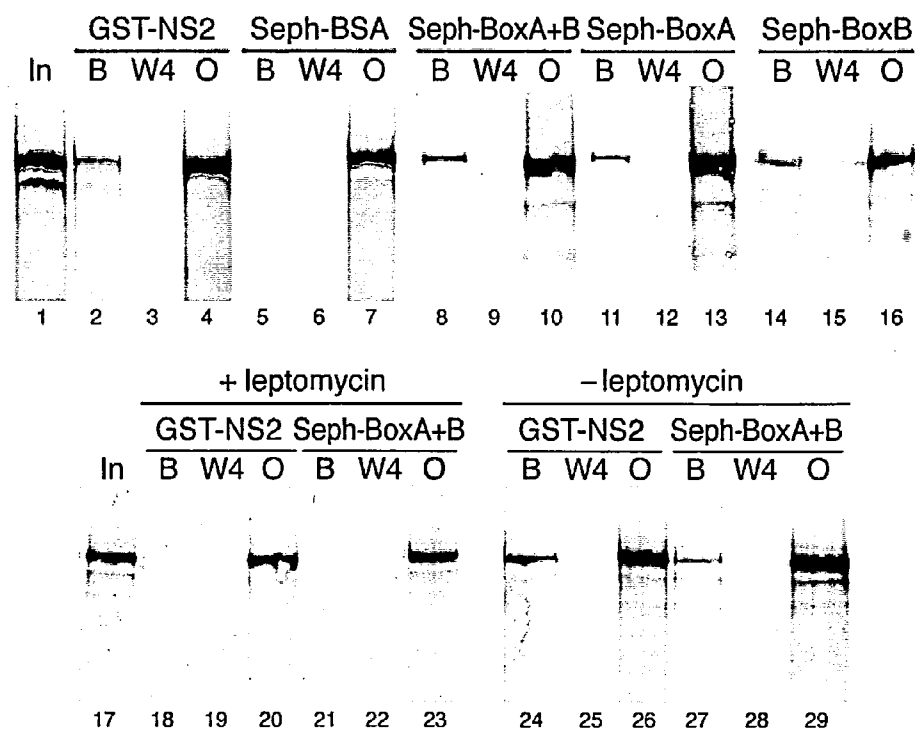 GST-NS2 Seph-BSA Seph-BoxA+B Seph-BoxA Seph-BoxB
In B W4 O B W4 O B W4 O B W4 O B W4 O
1 2 3 4 5 6 7 8 9 10 11 12 13 14 15 16
+ leptomycin – leptomycin
GST-NS2 Seph-BoxA+B GST-NS2 Seph-BoxA+B
In B W4 O B W4 O B W4 O B W4 O
17 18 19 20 21 22 23 24 25 26 27 28 29